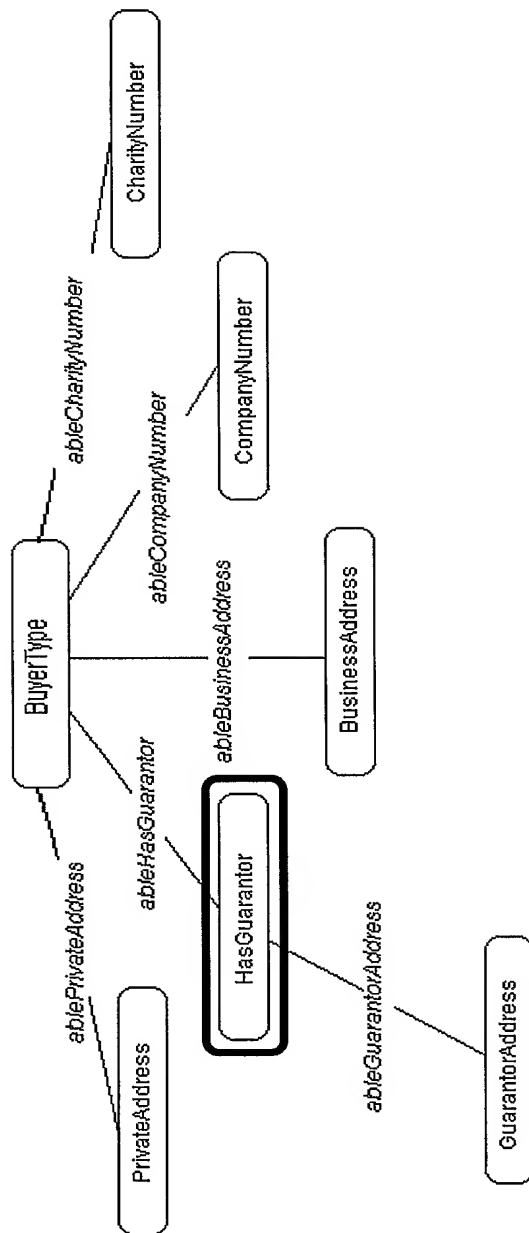 BuyerType
ablePrivateAddress
ableHasGuarantor
ableBusinessAddress
ableCompanyNumber
ableCharityNumber
PrivateAddress
HasGuarantor
BusinessAddress
CompanyNumber
CharityNumber
ableGuarantorAddress
GuarantorAddress